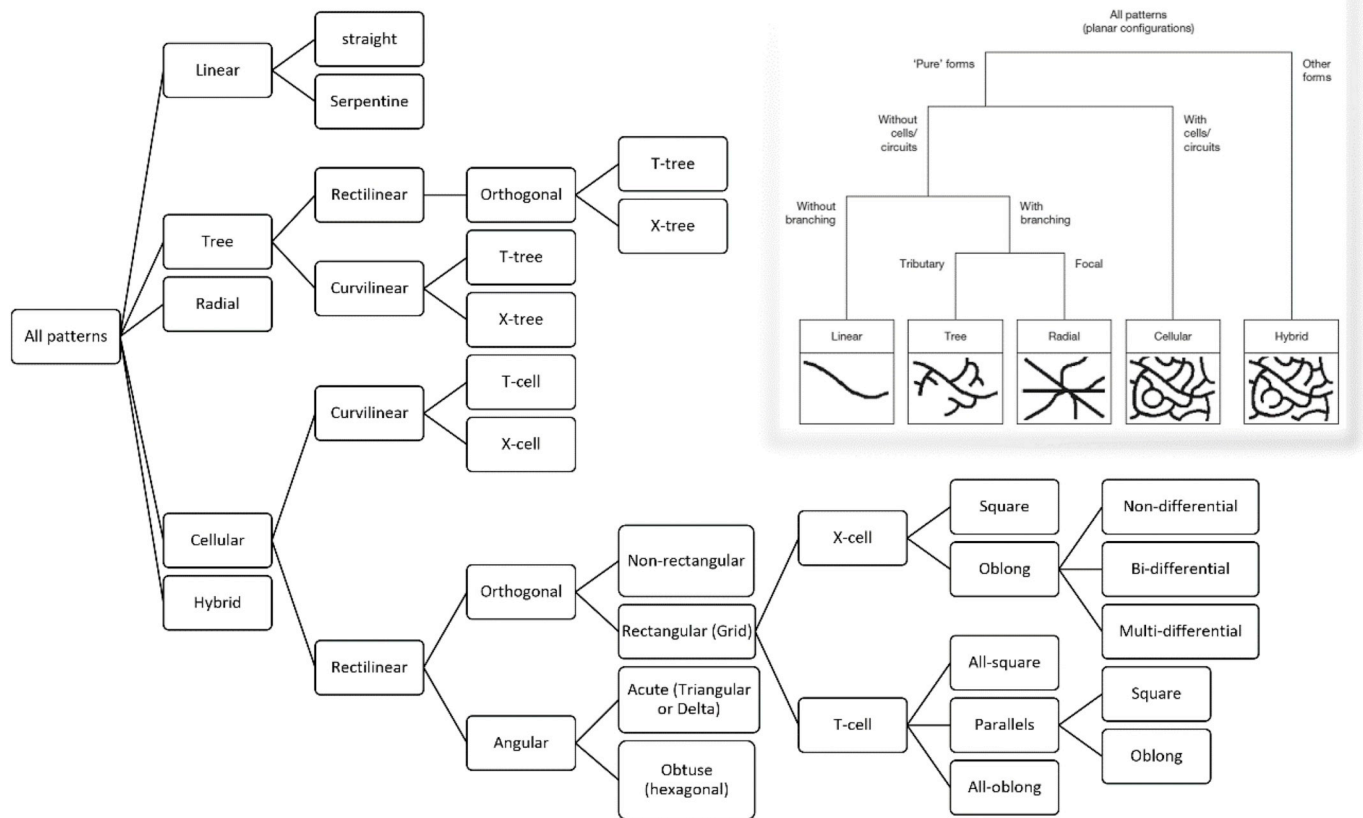 All patterns
Linear
straight
Serpentine
Tree
Rectilinear
Orthogonal
T-tree
X-tree
Curvilinear
T-tree
X-tree
Radial
Cellular
Curvilinear
T-cell
X-cell
Rectilinear
Orthogonal
Non-rectangular
Rectangular (Grid)
X-cell
Square
Oblong
Non-differential
Bi-differential
Multi-differential
T-cell
All-square
Parallels
Square
Oblong
All-oblong
Angular
Acute (Triangular
or Delta)
Obtuse
(hexagonal)
Hybrid
All patterns
(planar configurations)
‘Pure’ forms
Other
forms
Without
cells/
circuits
With
cells/
circuits
Without
branching
With
branching
Tributary
Focal
Linear
Tree
Radial
Cellular
Hybrid